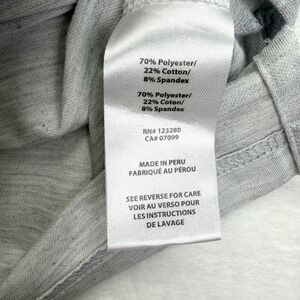 70% Polyester/
22% Cotton/
8% Spandex
70% Polyester/
22% Coton/
8% Spandex
RN# 123280
CA# 07099
MADE IN PERU
FABRIQUÉ AU PÉROU
SEE REVERSE FOR CARE
VOIR AU VERSO POUR
LES INSTRUCTIONS
DE LAVAGE